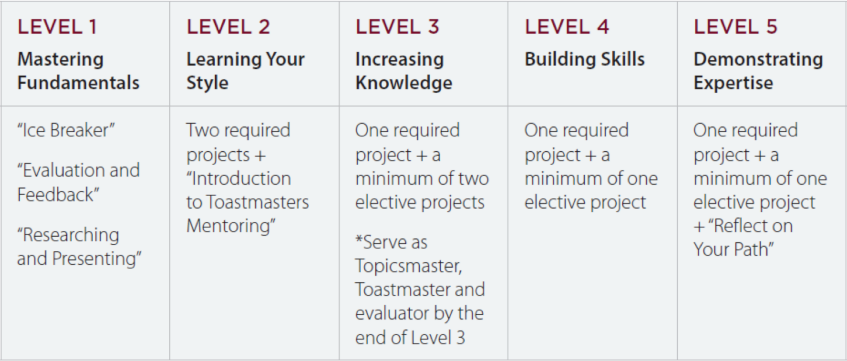 LEVEL 1
Mastering
Fundamentals
“Ice Breaker”
“Evaluation and
Feedback”
“Researching
and Presenting”
LEVEL 2
Learning Your
Style
Two required
projects +
“Introduction
to Toastmasters
Mentoring”
LEVEL 3
Increasing
Knowledge
One required
project + a
minimum of two
elective projects
*Serve as
Topicsmaster,
Toastmaster and
evaluator by the
end of Level 3
LEVEL 4
Building Skills
One required
project + a
minimum of one
elective project
LEVEL 5
Demonstrating
Expertise
One required
project + a
minimum of one
elective project
+ “Reflect on
Your Path”